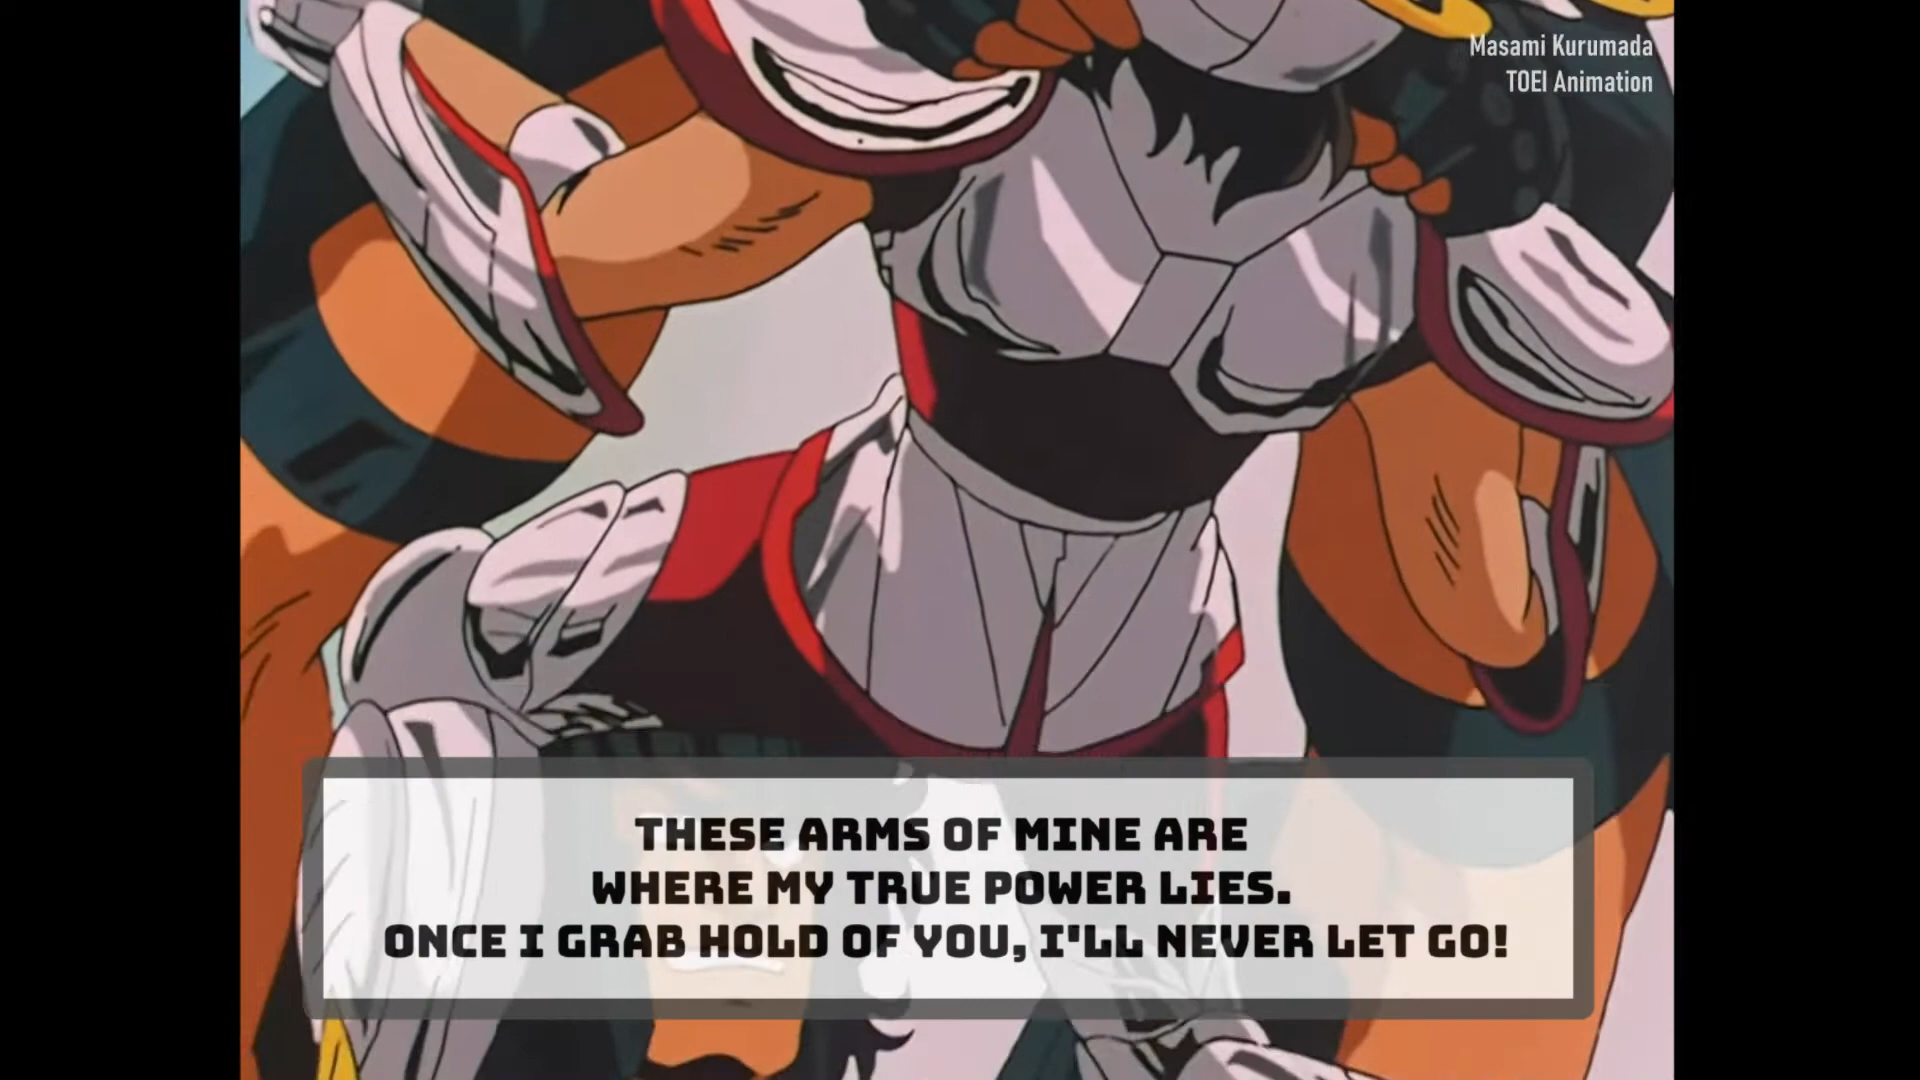 Masami Kurumada
TOEI Animation
THESE ARMS OF MINE ARE
WHERE MY TRUE POWER LIES.
ONCE I GRAB HOLD OF YOU, I'LL NEVER LET GO!